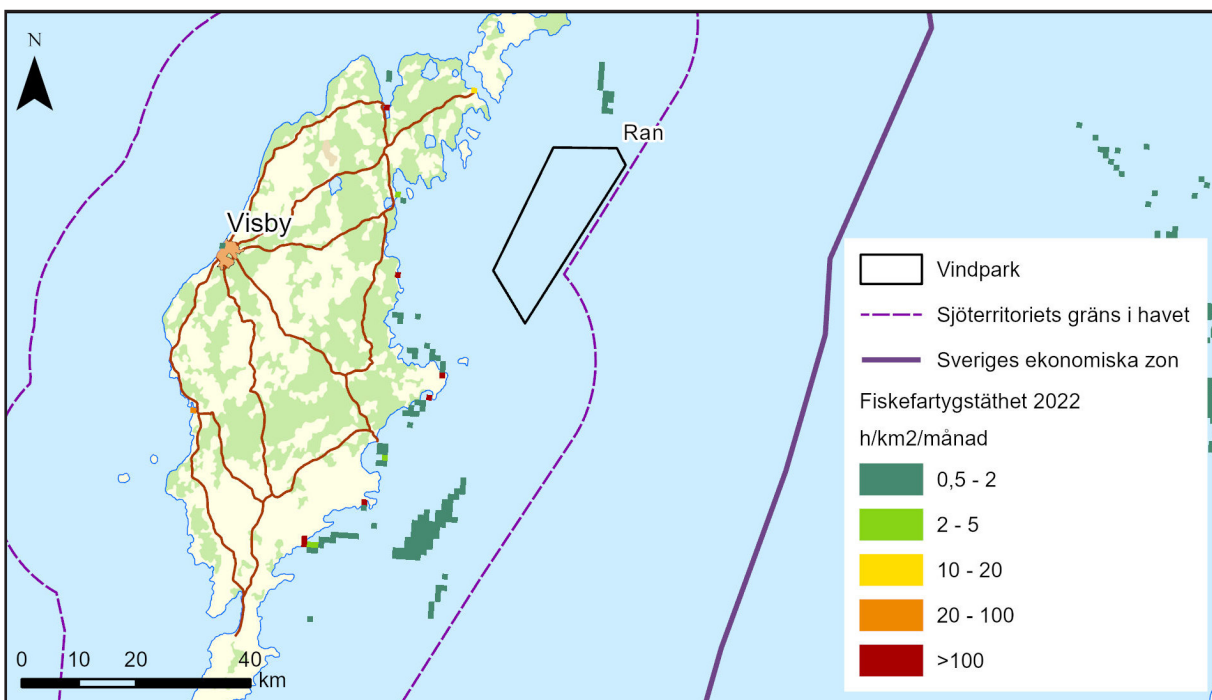 N
Ran
Visby
Vindpark
Sjöterritoriets gräns i havet
Sveriges ekonomiska zon
Fiskefartygstäthet 2022
h/km2/månad
0,5 - 2
2 - 5
10 - 20
20 - 100
>100
0 10 20 40
km